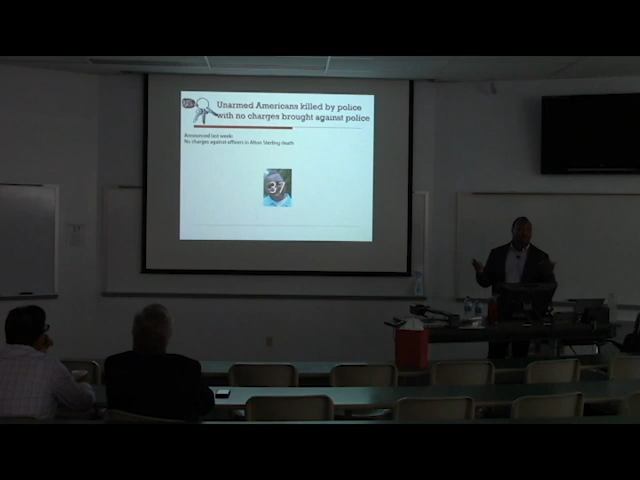 Unarmed Americans killed by police
with no charges brought against police
Announced last week:
No charges against officers in Alton Sterling death
37